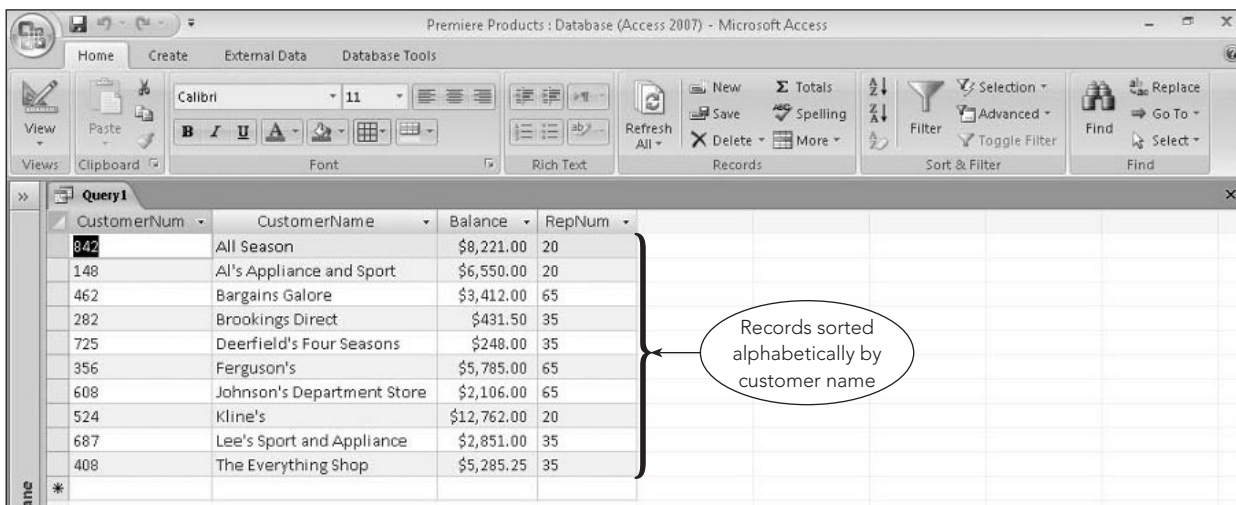 Premiere Products : Database (Access 2007) - Microsoft Access
Home Create External Data Database Tools
View
Views
Paste
Clipboard
Calibri 11
B I U A
Font
Rich Text
Refresh All
New
Save
Delete
Σ Totals
Spelling
More
Records
Filter
Selection
Advanced
Toggle Filter
Sort & Filter
Find
Replace
Go To
Select
Find
Query1
CustomerNum CustomerName Balance RepNum
842 All Season $8,221.00 20
148 Al's Appliance and Sport $6,550.00 20
462 Bargains Galore $3,412.00 65
282 Brookings Direct $431.50 35
725 Deerfield's Four Seasons $248.00 35
356 Ferguson's $5,785.00 65
608 Johnson's Department Store $2,106.00 65
524 Kline's $12,762.00 20
687 Lee's Sport and Appliance $2,851.00 35
408 The Everything Shop $5,285.25 35
Records sorted
alphabetically by
customer name